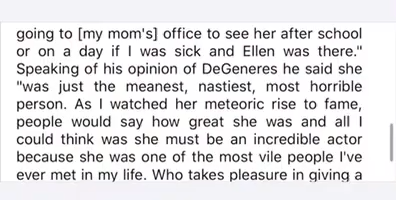 going to [my mom's] office to see her after school
or on a day if I was sick and Ellen was there."
Speaking of his opinion of DeGeneres he said she
"was just the meanest, nastiest, most horrible
person. As I watched her meteoric rise to fame,
people would say how great she was and all I
could think was she must be an incredible actor
because she was one of the most vile people I've
ever met in my life. Who takes pleasure in giving a